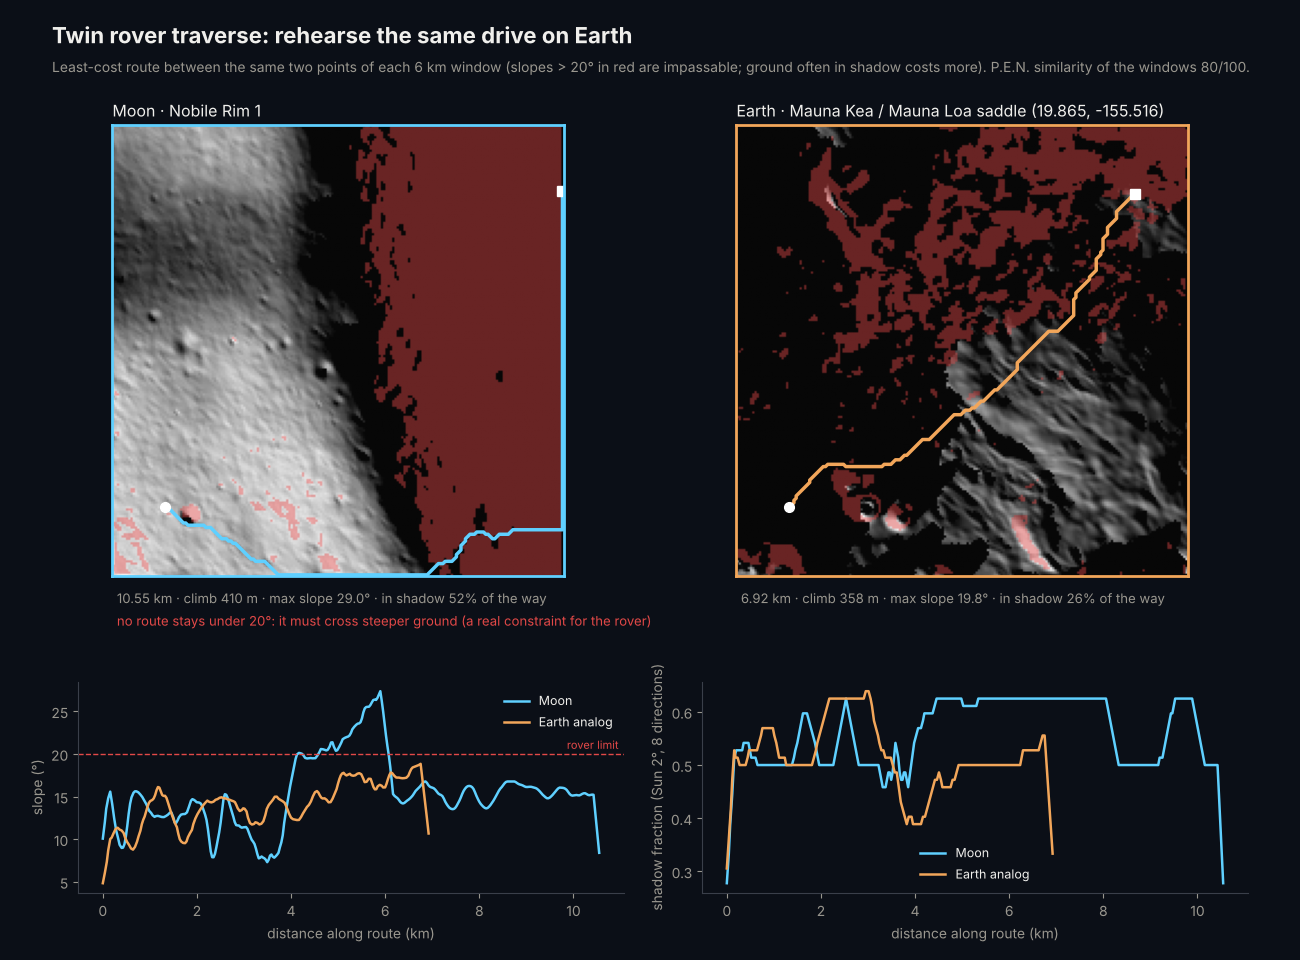 Twin rover traverse: rehearse the same drive on Earth
Least-cost route between the same two points of each 6 km window (slopes > 20° in red are impassable; ground often in shadow costs more). P.E.N. similarity of the windows 80/100.
Moon · Nobile Rim 1
Earth · Mauna Kea / Mauna Loa saddle (19.865, -155.516)
10.55 km · climb 410 m · max slope 29.0° · in shadow 52% of the way
no route stays under 20°: it must cross steeper ground (a real constraint for the rover)
6.92 km · climb 358 m · max slope 19.8° · in shadow 26% of the way
slope (°)
25
20
15
10
5
Moon
Earth analog
rover limit
0 2 4 6 8 10
distance along route (km)
shadow fraction (Sun 2°, 8 directions)
0.6
0.5
0.4
0.3
Moon
Earth analog
0 2 4 6 8 10
distance along route (km)